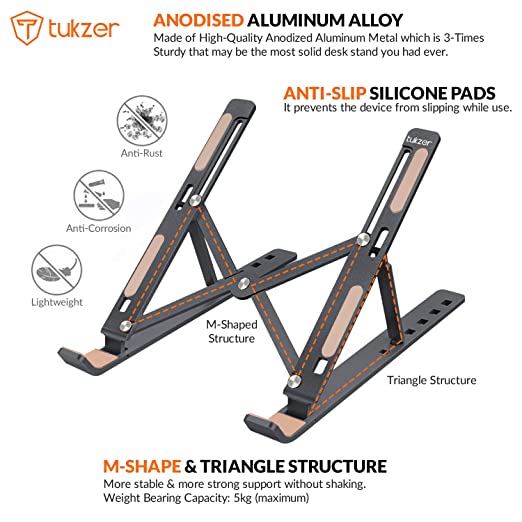 tukzer
ANODISED ALUMINUM ALLOY
Made of High-Quality Anodized Aluminum Metal which is 3-Times
Sturdy that may be the most solid desk stand you had ever.
ANTI-SLIP SILICONE PADS
It prevents the device from slipping while use.
tukzer
Anti-Rust
Anti-Corrosion
Lightweight
M-Shaped
Structure
Triangle Structure
M-SHAPE & TRIANGLE STRUCTURE
More stable & more strong support without shaking.
Weight Bearing Capacity: 5kg (maximum)